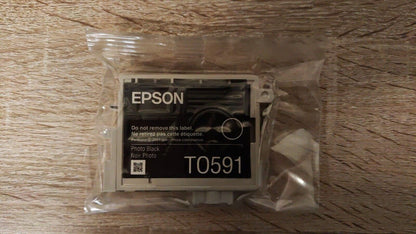 EPSON
Do not remove this label.
Ne retirez pas cette étiquette.
Photo Black
Noir Photo
T0591